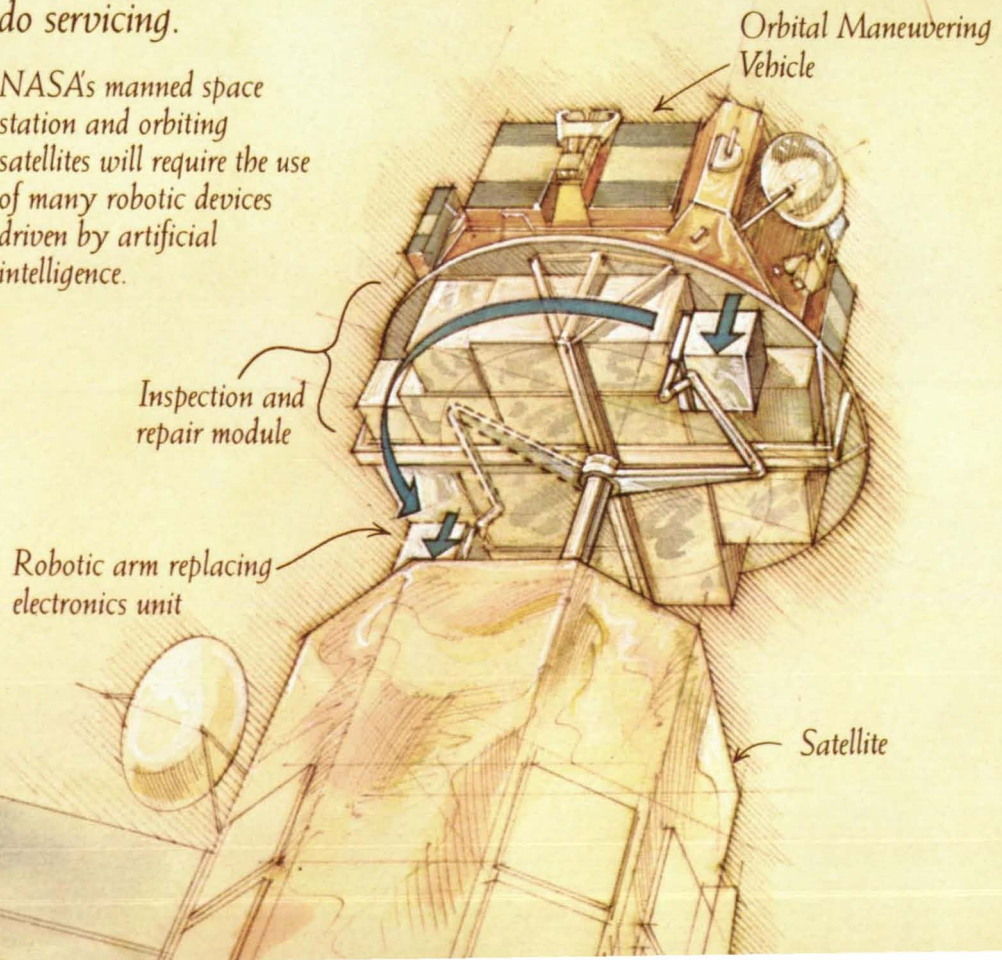 do servicing.
NASA's manned space
station and orbiting
satellites will require the use
of many robotic devices
driven by artificial
intelligence.
Orbital Maneuvering
Vehicle
Inspection and
repair module
Robotic arm replacing
electronics unit
Satellite